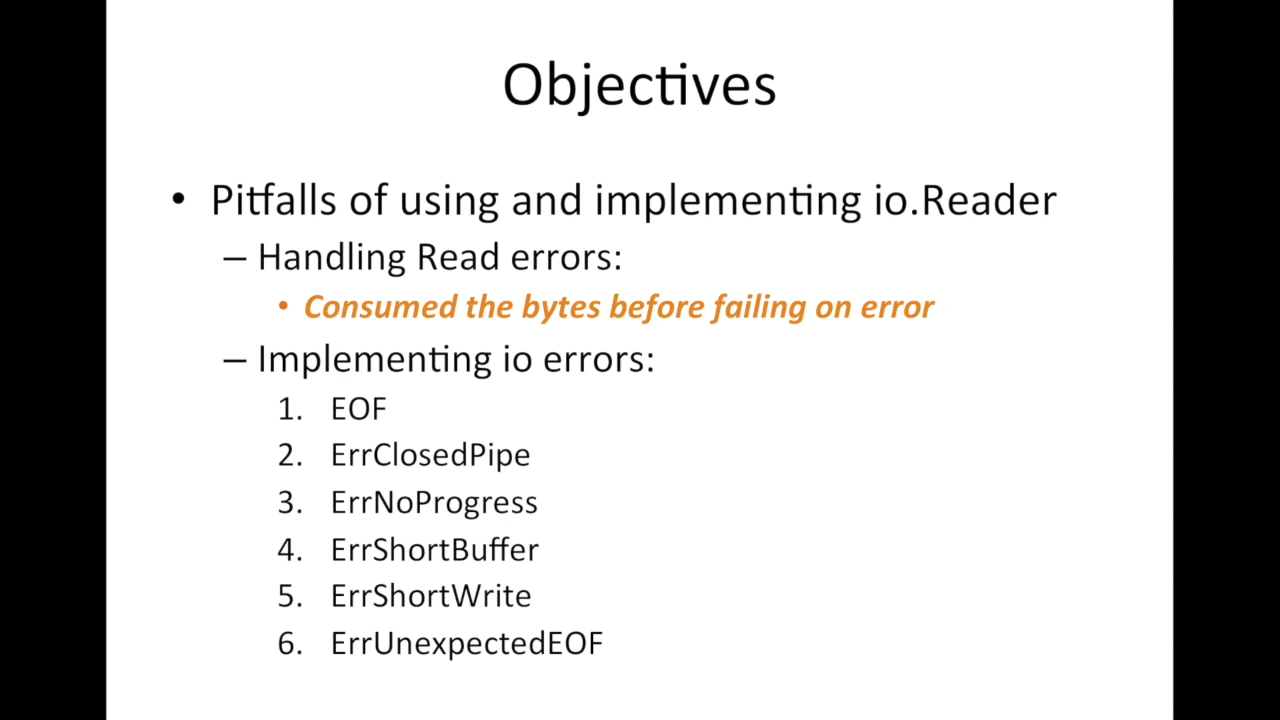 Objectives
• Pitfalls of using and implementing io.Reader
– Handling Read errors:
• Consumed the bytes before failing on error
– Implementing io errors:
1. EOF
2. ErrClosedPipe
3. ErrNoProgress
4. ErrShortBuffer
5. ErrShortWrite
6. ErrUnexpectedEOF